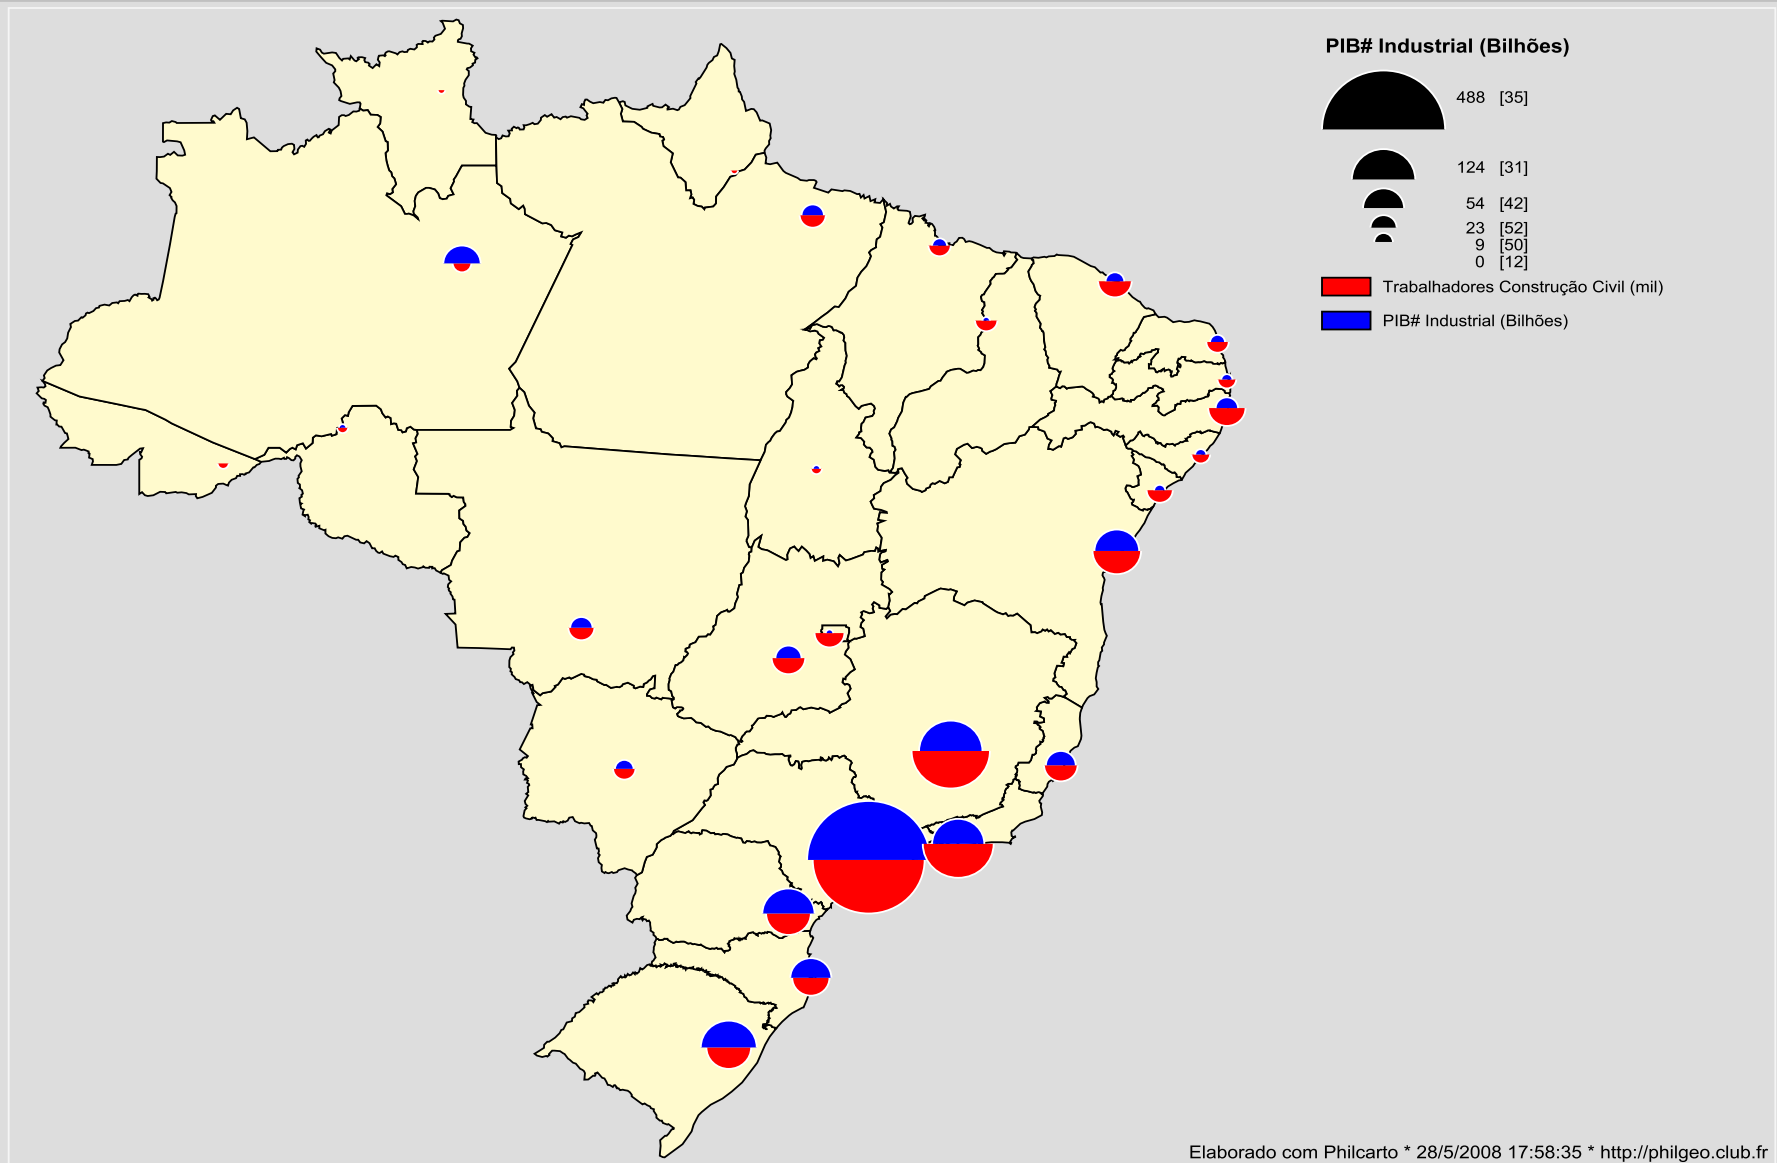 PIB# Industrial (Bilhões)
488 [35]
124 [31]
54 [42]
23 [52]
9 [50]
0 [12]
Trabalhadores Construção Civil (mil)
PIB# Industrial (Bilhões)
Elaborado com Philcarto * 28/5/2008 17:58:35 * http://philgeo.club.fr